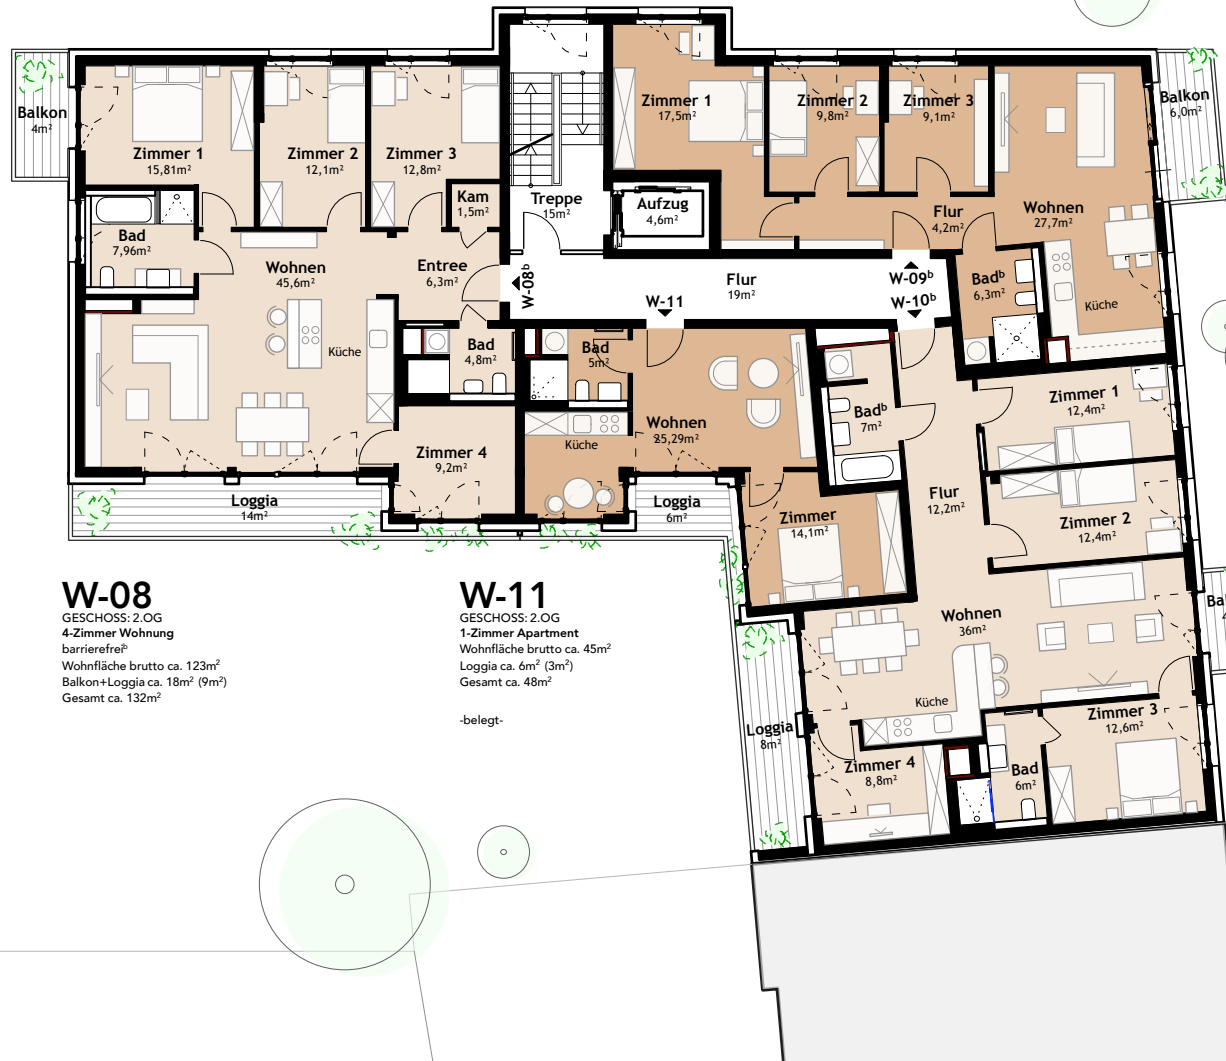 Balkon
4m²
Zimmer 1
15,81m²
Zimmer 2
12,1m²
Zimmer 3
12,8m²
Kam
1,5m²
Bad
7,96m²
Wohnen
45,6m²
Entree
6,3m²
Küche
Bad
4,8m²
Zimmer 4
9,2m²
Loggia
14m²
Treppe
15m²
Aufzug
4,6m²
W-08ᵇ
W-11
Flur
19m²
W-09ᵇ
W-10ᵇ
Zimmer 1
17,5m²
Zimmer 2
9,8m²
Zimmer 3
9,1m²
Flur
4,2m²
Wohnen
27,7m²
Balkon
6,0m²
Badᵇ
6,3m²
Küche
Bad
5m²
Küche
Wohnen
25,29m²
Loggia
6m²
Zimmer
14,1m²
Badᵇ
7m²
Flur
12,2m²
Zimmer 1
12,4m²
Zimmer 2
12,4m²
Wohnen
36m²
Küche
Zimmer 3
12,6m²
Zimmer 4
8,8m²
Bad
6m²
Loggia
8m²
W-08
GESCHOSS: 2.OG
4-Zimmer Wohnung
barrierefreiᵇ
Wohnfläche brutto ca. 123m²
Balkon+Loggia ca. 18m² (9m²)
Gesamt ca. 132m²
W-11
GESCHOSS: 2.OG
1-Zimmer Apartment
Wohnfläche brutto ca. 45m²
Loggia ca. 6m² (3m²)
Gesamt ca. 48m²
-belegt-